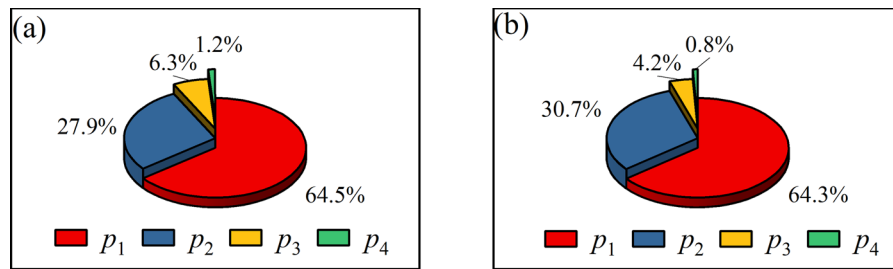 (a)
1.2%
6.3%
27.9%
64.5%
p₁ p₂ p₃ p₄
(b)
0.8%
4.2%
30.7%
64.3%
p₁ p₂ p₃ p₄